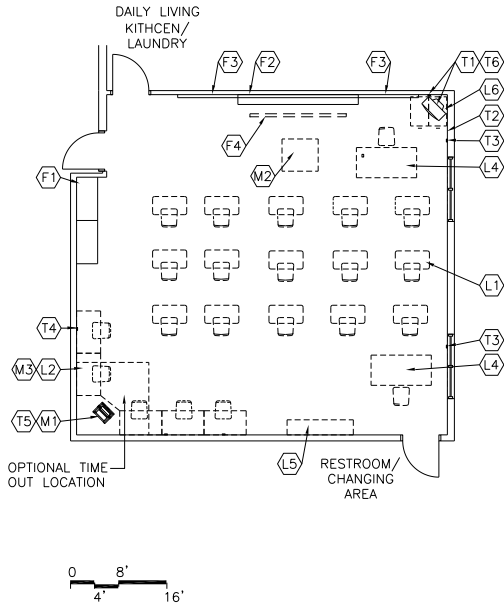 DAILY LIVING
KITHCEN/
LAUNDRY
F3 F2 F3 T1 T6
L6
T2
F4 T3
M2 L4
F1
L1
T4 T3
M3 L2 L4
T5 M1
OPTIONAL TIME
OUT LOCATION
L5
RESTROOM/
CHANGING
AREA
0 8'
4' 16'